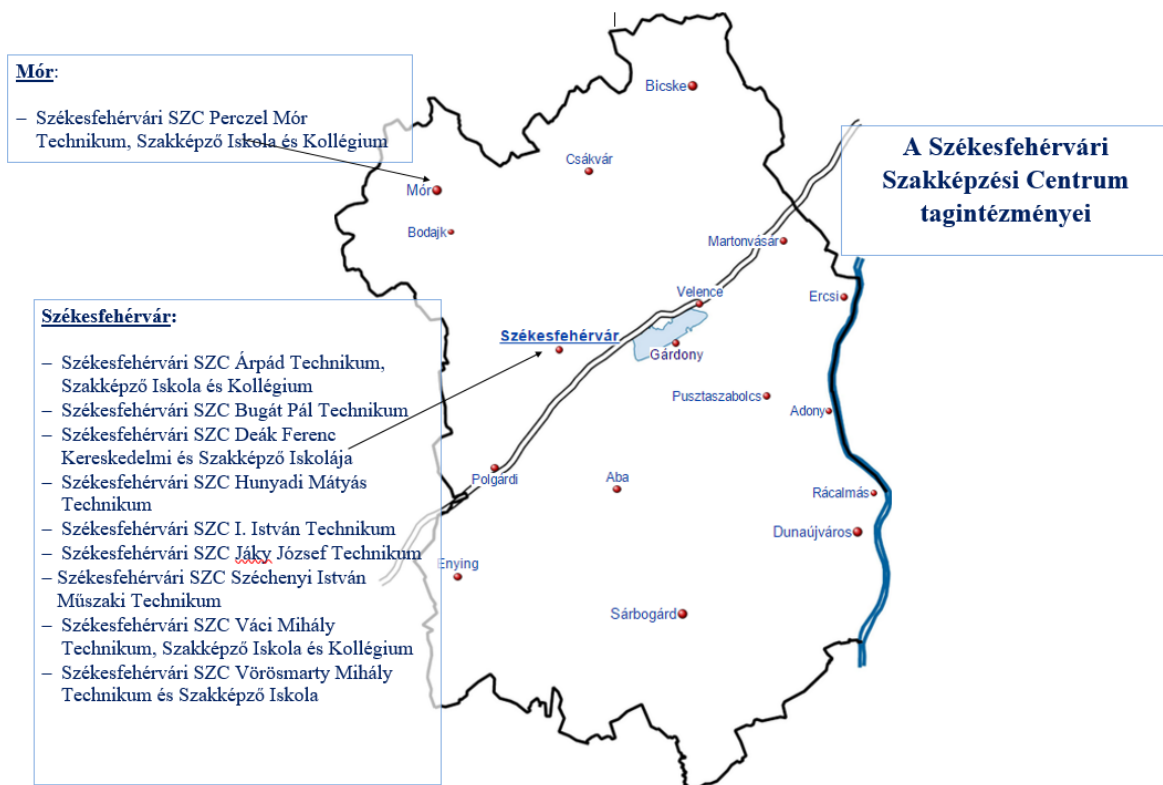 Mór:
– Székesfehérvári SZC Perczel Mór
Technikum, Szakképző Iskola és Kollégium
A Székesfehérvári
Szakképzési Centrum
tagintézményei
Bicske
Csákvár
Mór
Bodajk
Martonvásár
Velence
Ercsi
Székesfehérvár
Gárdony
Pusztaszabolcs
Adony
Polgárdi
Aba
Rácalmás
Dunaújváros
Enying
Sárbogárd
Székesfehérvár:
– Székesfehérvári SZC Árpád Technikum,
Szakképző Iskola és Kollégium
– Székesfehérvári SZC Bugát Pál Technikum
– Székesfehérvári SZC Deák Ferenc
Kereskedelmi és Szakképző Iskolája
– Székesfehérvári SZC Hunyadi Mátyás
Technikum
– Székesfehérvári SZC I. István Technikum
– Székesfehérvári SZC Jáky József Technikum
– Székesfehérvári SZC Széchenyi István
Műszaki Technikum
– Székesfehérvári SZC Váci Mihály
Technikum, Szakképző Iskola és Kollégium
– Székesfehérvári SZC Vörösmarty Mihály
Technikum és Szakképző Iskola